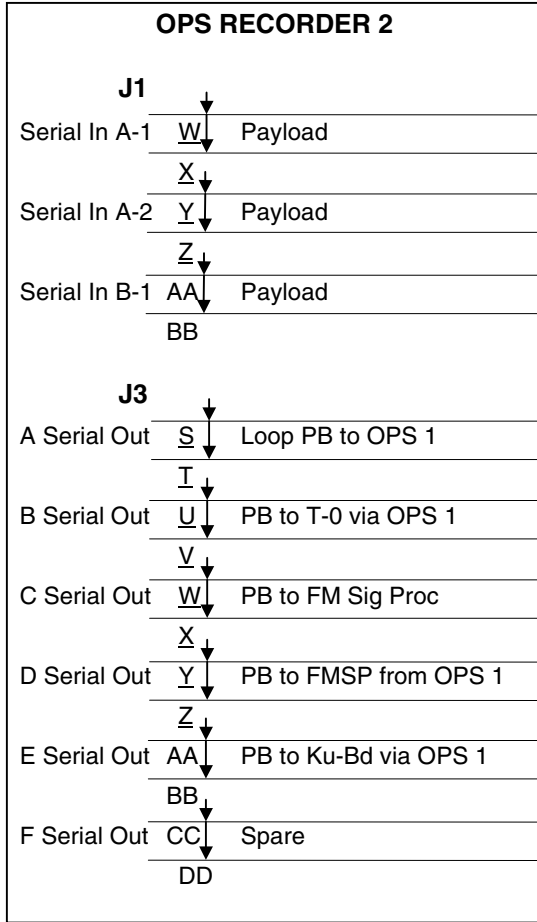 OPS RECORDER 2
J1
Serial In A-1 W Payload
X
Serial In A-2 Y Payload
Z
Serial In B-1 AA Payload
BB
J3
A Serial Out S Loop PB to OPS 1
T
B Serial Out U PB to T-0 via OPS 1
V
C Serial Out W PB to FM Sig Proc
X
D Serial Out Y PB to FMSP from OPS 1
Z
E Serial Out AA PB to Ku-Bd via OPS 1
BB
F Serial Out CC Spare
DD